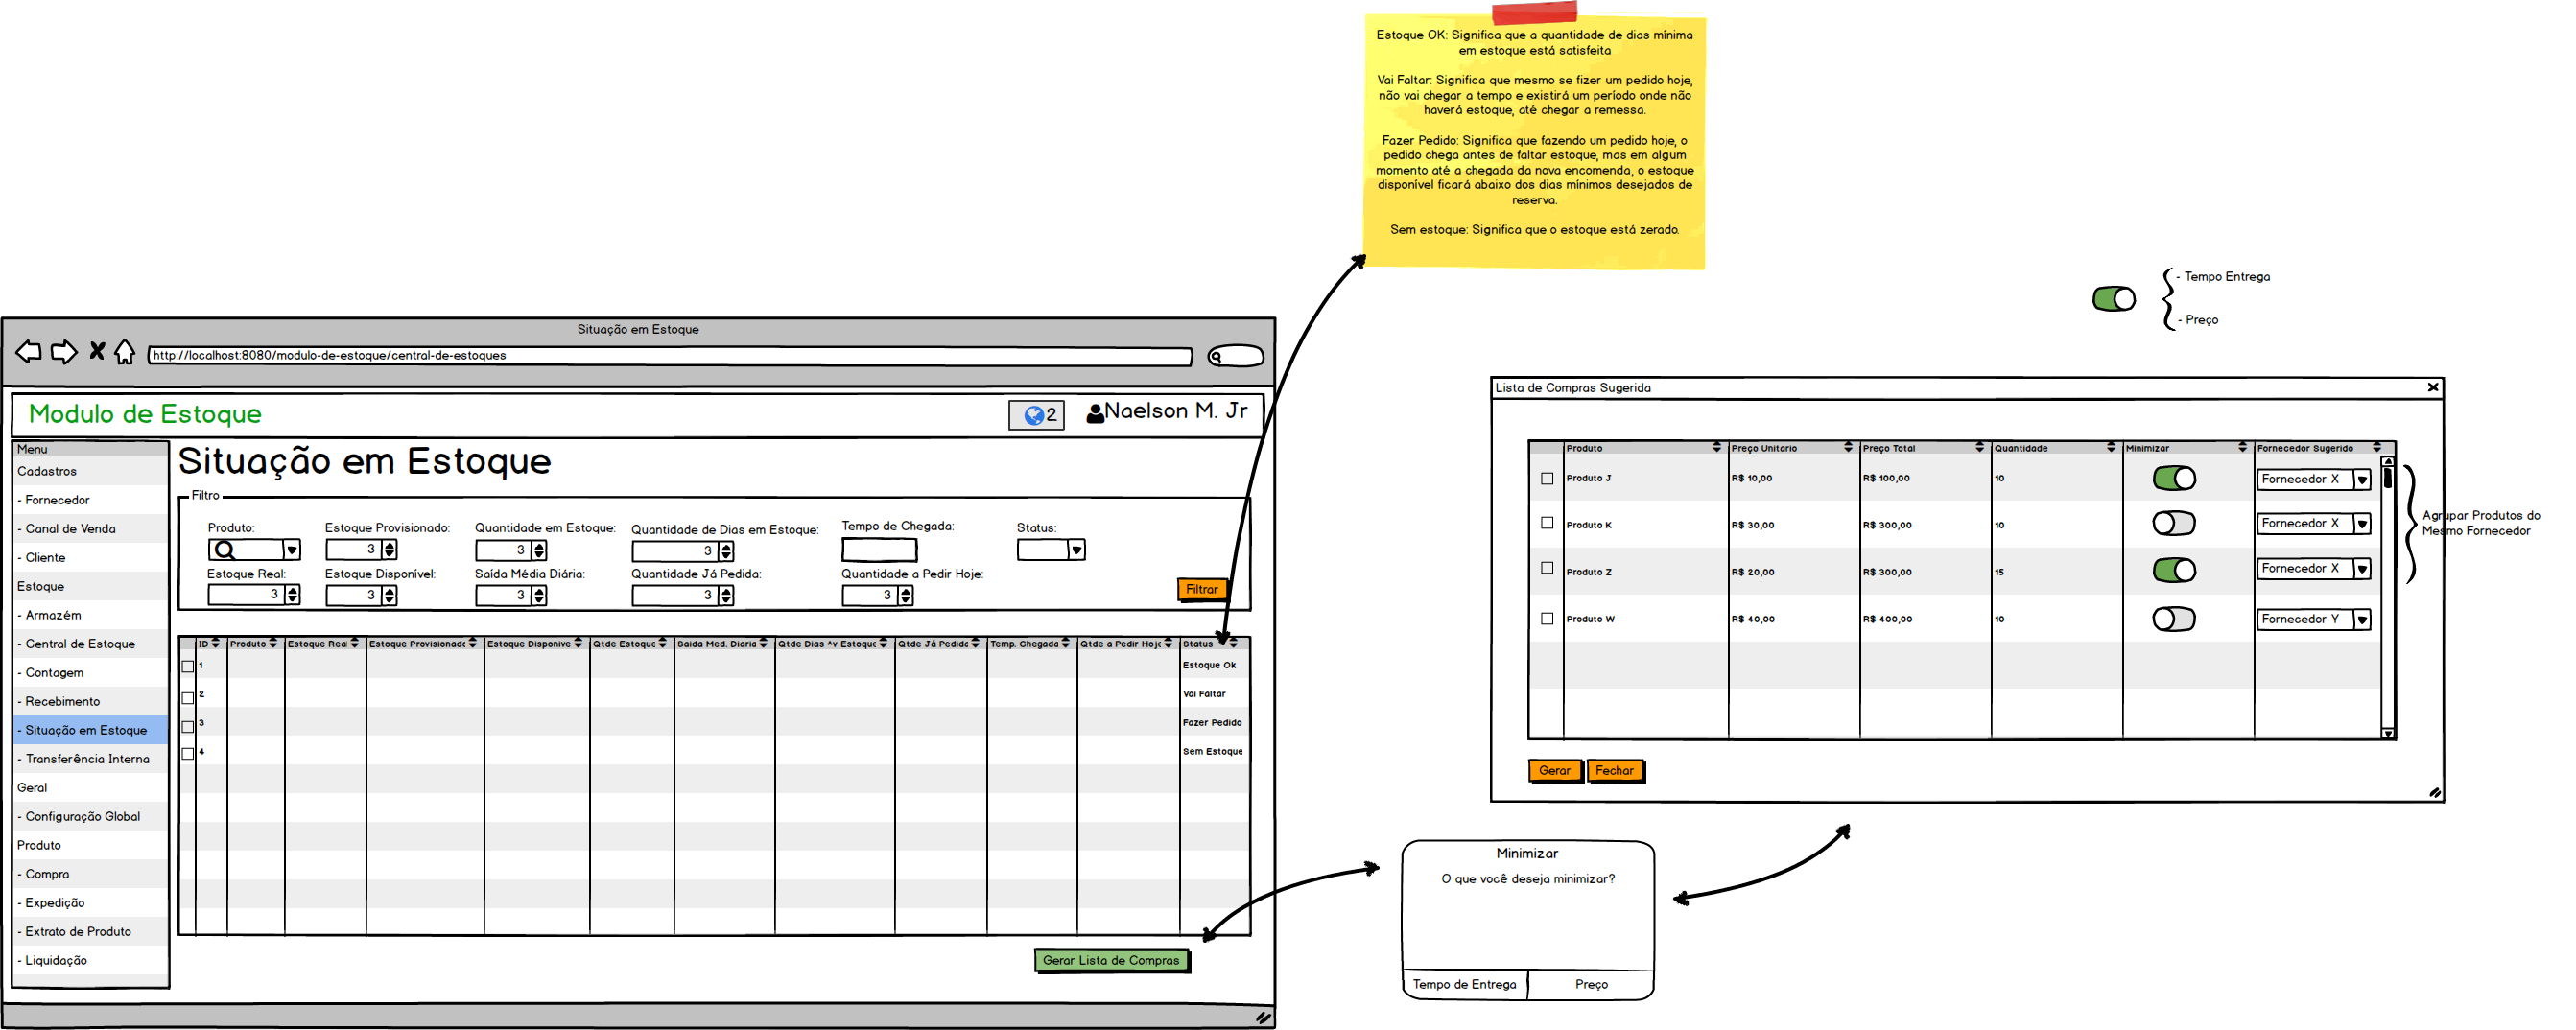 Estoque OK: Significa que a quantidade de dias mínima
em estoque está satisfeita
Vai Faltar: Significa que mesmo se fizer um pedido hoje,
não vai chegar a tempo e existirá um período onde não
haverá estoque, até chegar a remessa.
Fazer Pedido: Significa que fazendo um pedido hoje, o
pedido chega antes de faltar estoque, mas em algum
momento até a chegada da nova encomenda, o estoque
disponível ficará abaixo dos dias mínimos desejados de
reserva.
Sem estoque: Significa que o estoque está zerado.
- Tempo Entrega
- Preço
Situação em Estoque
http://localhost:8080/modulo-de-estoque/central-de-estoques
Modulo de Estoque
2
Naelson M. Jr
Menu
Cadastros
- Fornecedor
- Canal de Venda
- Cliente
Estoque
- Armazém
- Central de Estoque
- Contagem
- Recebimento
- Situação em Estoque
- Transferência Interna
Geral
- Configuração Global
Produto
- Compra
- Expedição
- Extrato de Produto
- Liquidação
Situação em Estoque
Filtro
Produto: Estoque Provisionado: Quantidade em Estoque: Quantidade de Dias em Estoque: Tempo de Chegada: Status:
3 3 3
Estoque Real: Estoque Disponível: Saída Média Diária: Quantidade Já Pedida: Quantidade a Pedir Hoje:
3 3 3 3 3
Filtrar
ID Produto Estoque Real Estoque Provisionado Estoque Disponive Qtde Estoque Saida Med. Diaria Qtde Dias ^v Estoque Qtde Já Pedida Temp. Chegada Qtde a Pedir Hoje Status
1 Estoque Ok
2 Vai Faltar
3 Fazer Pedido
4 Sem Estoque
Gerar Lista de Compras
Lista de Compras Sugerida
Produto Preço Unitario Preço Total Quantidade Minimizar Fornecedor Sugerido
Produto J R$ 10,00 R$ 100,00 10 Fornecedor X
Produto K R$ 30,00 R$ 300,00 10 Fornecedor X
Produto Z R$ 20,00 R$ 300,00 15 Fornecedor X
Produto W R$ 40,00 R$ 400,00 10 Fornecedor Y
Gerar Fechar
Agrupar Produtos do
Mesmo Fornecedor
Minimizar
O que você deseja minimizar?
Tempo de Entrega Preço